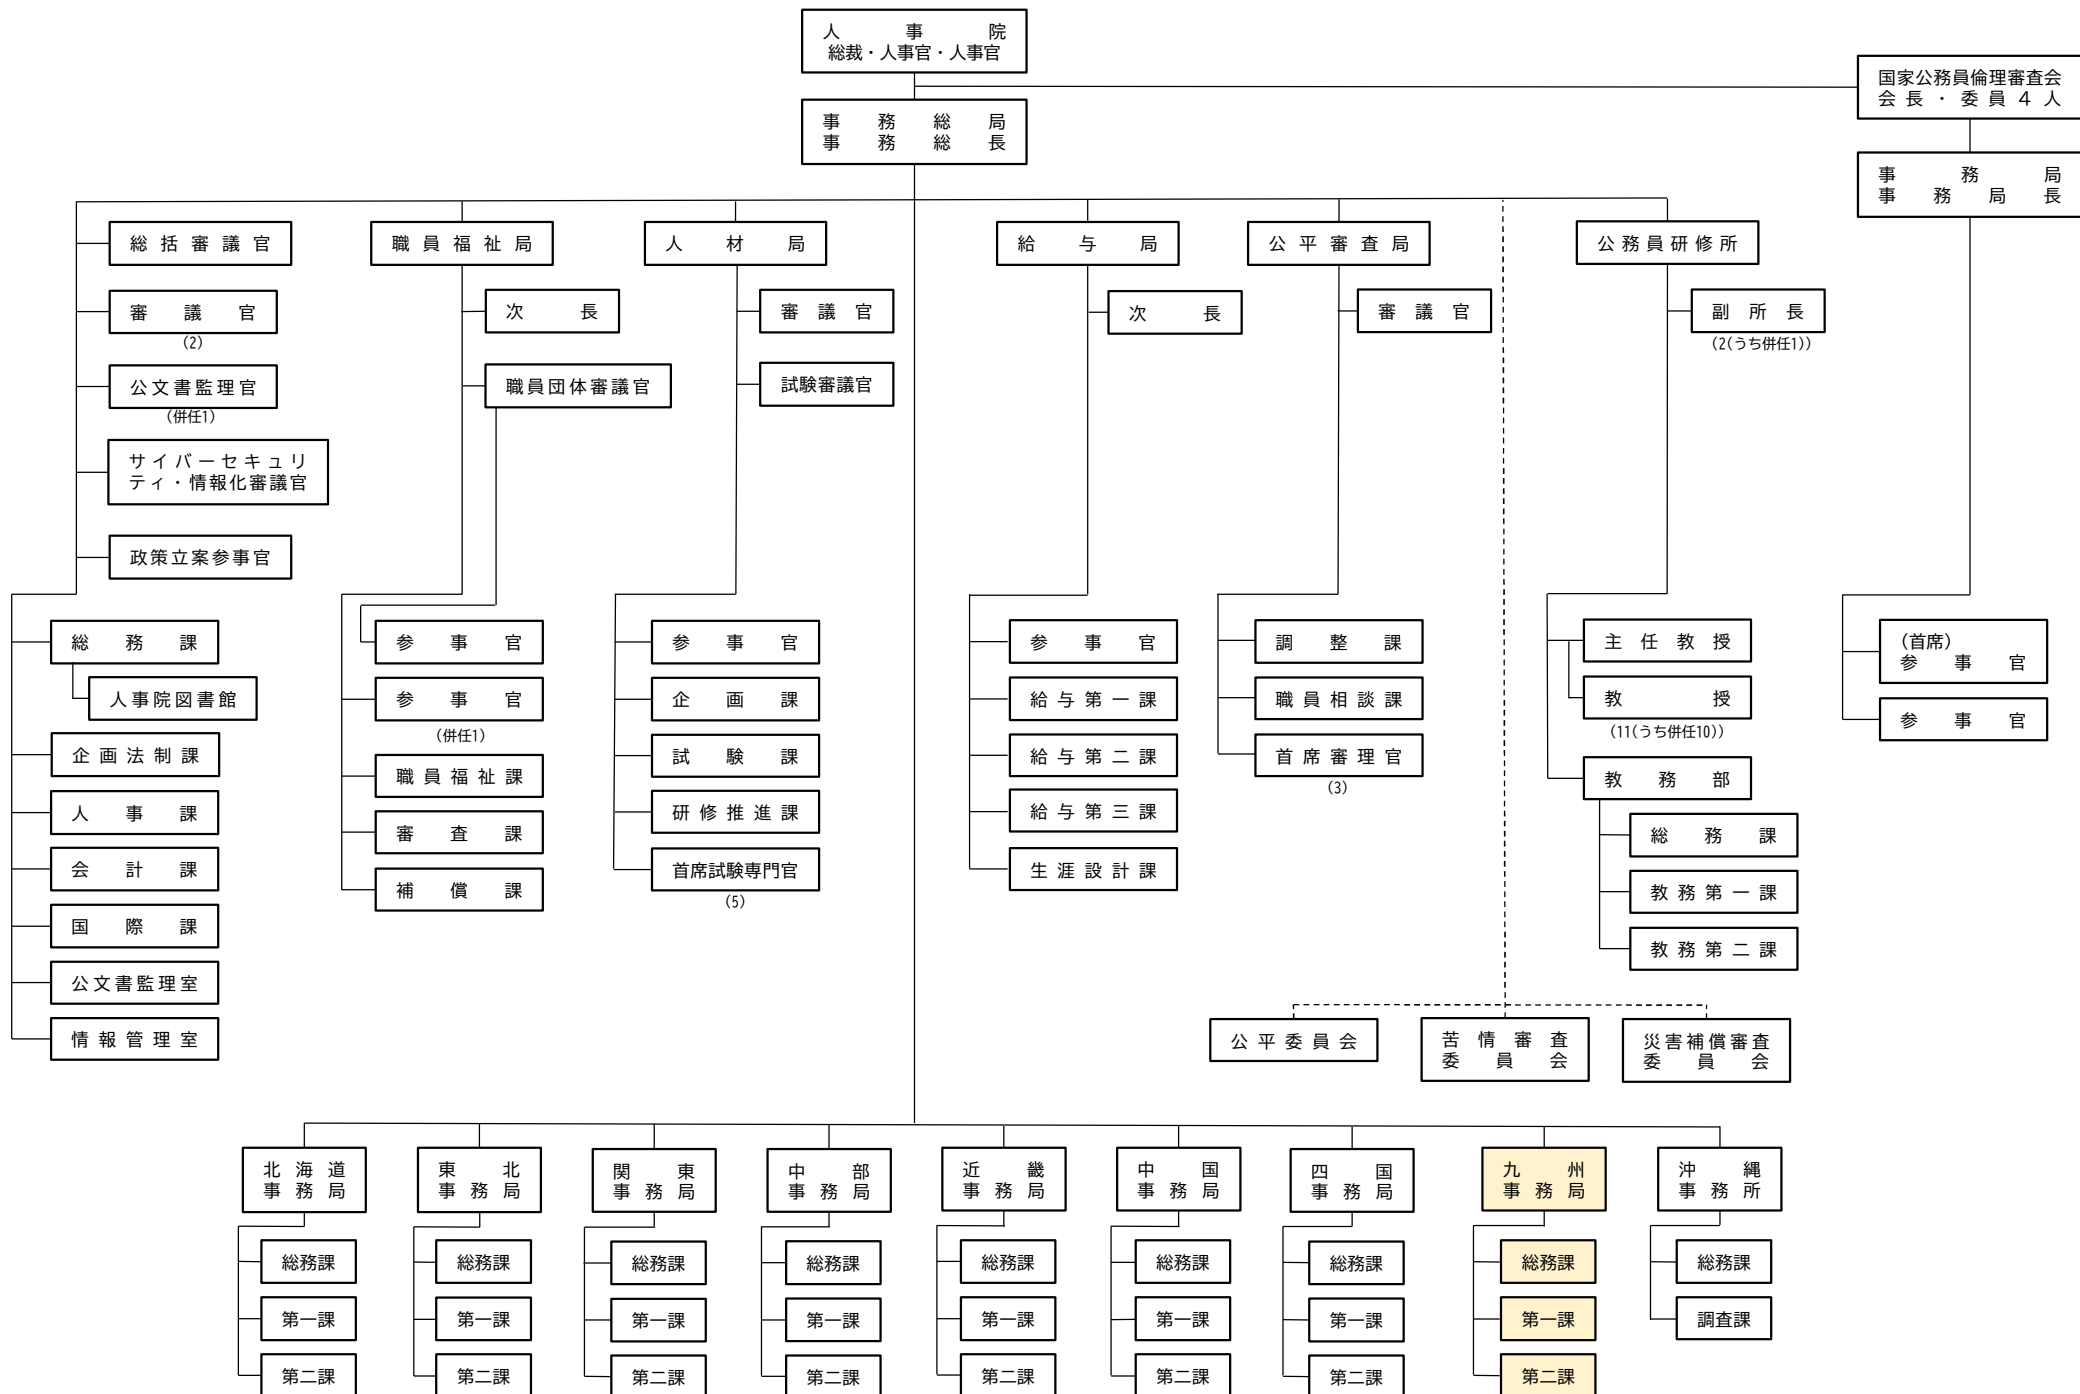 人事院
総裁・人事官・人事官
国家公務員倫理審査会
会長・委員４人
事務総局
事務総長
事務局
事務局長
総括審議官
審議官
(2)
公文書監理官
(併任1)
サイバーセキュリ
ティ・情報化審議官
政策立案参事官
総務課
人事院図書館
企画法制課
人事課
会計課
国際課
公文書監理室
情報管理室
職員福祉局
次長
職員団体審議官
参事官
参事官
(併任1)
職員福祉課
審査課
補償課
人材局
審議官
試験審議官
参事官
企画課
試験課
研修推進課
首席試験専門官
(5)
給与局
次長
参事官
給与第一課
給与第二課
給与第三課
生涯設計課
公平審査局
審議官
調整課
職員相談課
首席審理官
(3)
公務員研修所
副所長
(2(うち併任1))
主任教授
教授
(11(うち併任10))
教務部
総務課
教務第一課
教務第二課
(首席)
参事官
参事官
公平委員会
苦情審査
委員会
災害補償審査
委員会
北海道
事務局
総務課
第一課
第二課
東北
事務局
総務課
第一課
第二課
関東
事務局
総務課
第一課
第二課
中部
事務局
総務課
第一課
第二課
近畿
事務局
総務課
第一課
第二課
中国
事務局
総務課
第一課
第二課
四国
事務局
総務課
第一課
第二課
九州
事務局
総務課
第一課
第二課
沖縄
事務所
総務課
調査課